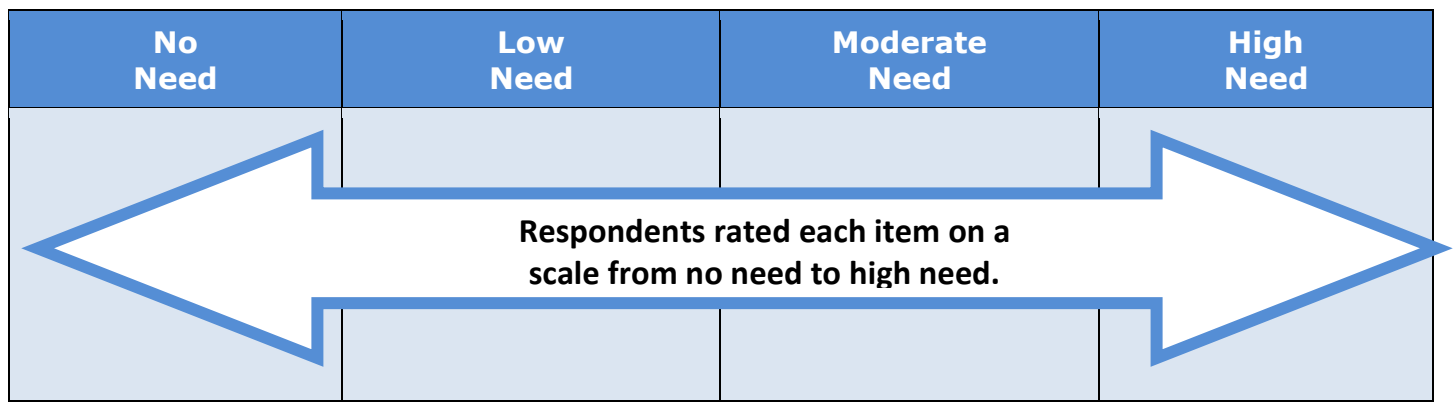 No
Need
Low
Need
Moderate
Need
High
Need
Respondents rated each item on a
scale from no need to high need.